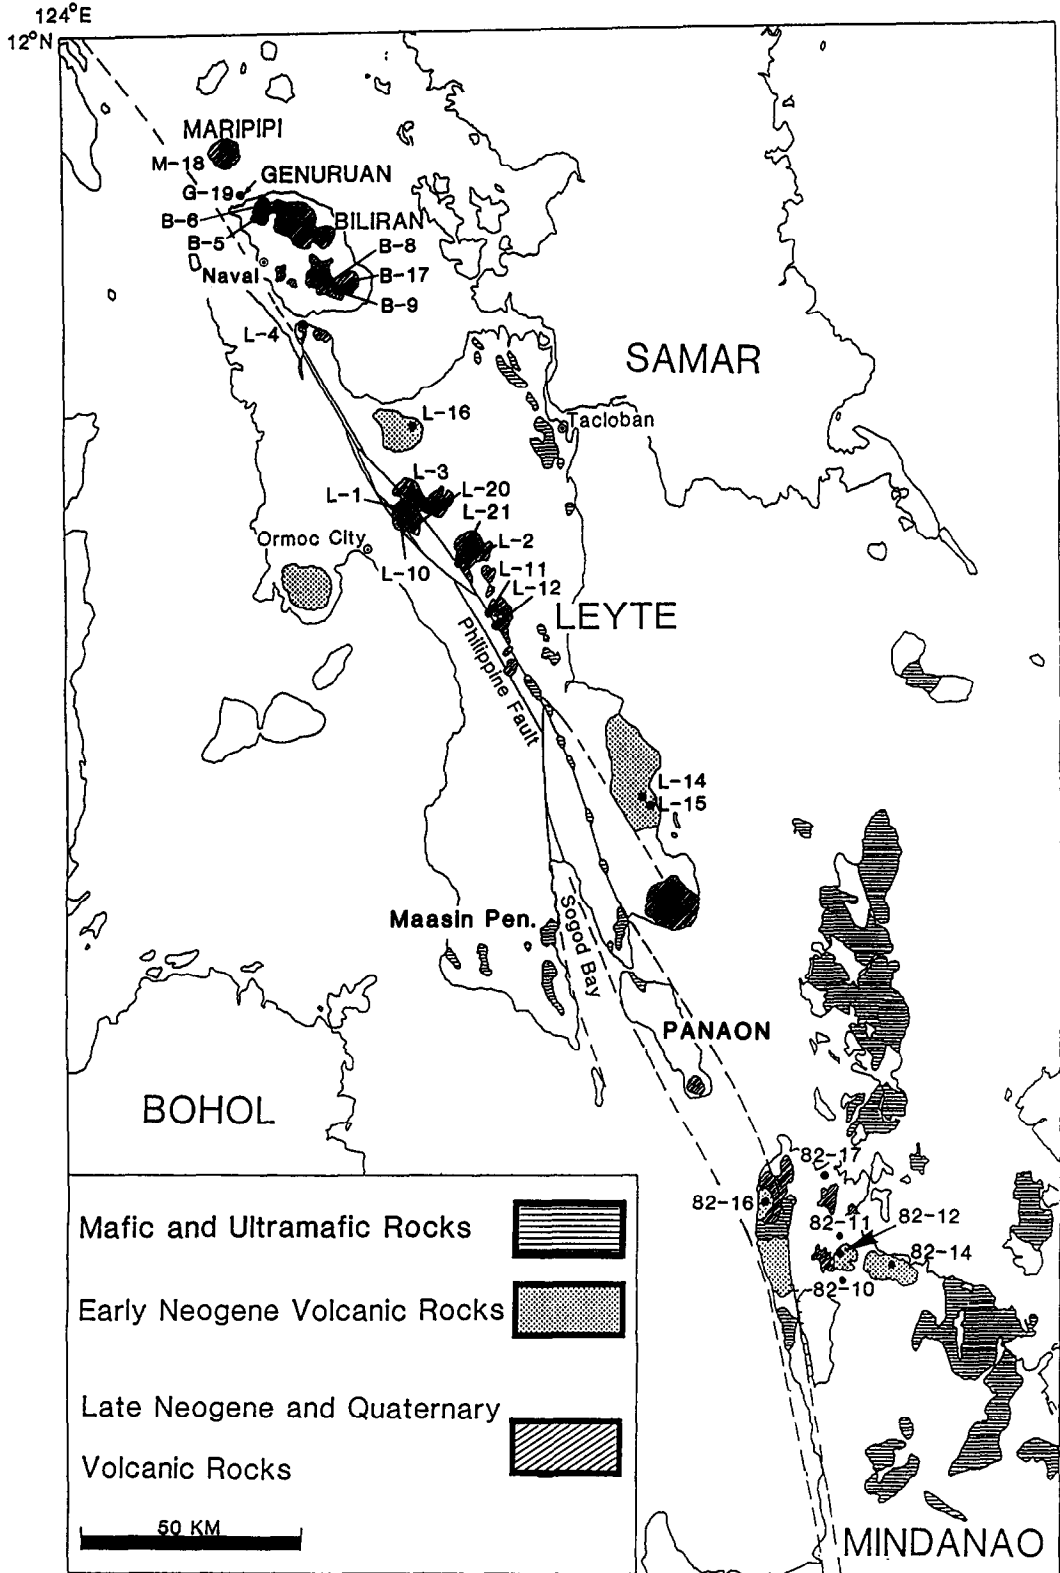 124°E
12°N
MARIPIPI
M-18
GENURUAN
G-19
B-6
BILIRAN
B-5
B-8
Naval
B-17
B-9
L-4
SAMAR
L-16
Tacloban
L-3
L-1
L-20
L-21
Ormoc City
L-2
L-10
L-11
L-12
LEYTE
Philippine Fault
L-14
L-15
Maasin Pen.
Sogod Bay
PANAON
BOHOL
82-17
82-16
82-11
82-12
82-14
82-10
Mafic and Ultramafic Rocks
Early Neogene Volcanic Rocks
Late Neogene and Quaternary
Volcanic Rocks
50 KM
MINDANAO